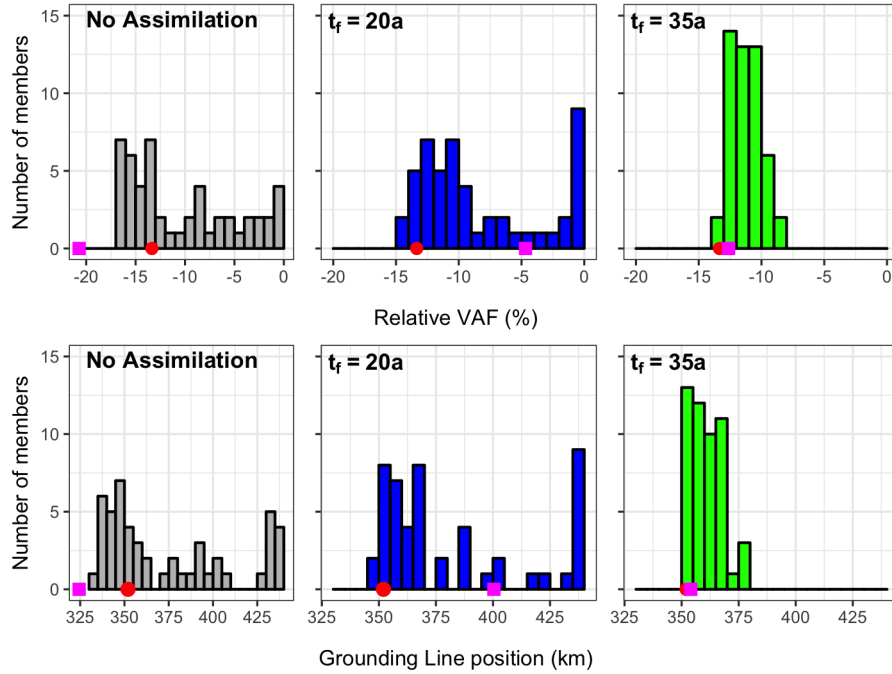 No Assimilation
t_f = 20a
t_f = 35a
Number of members
15
10
5
0
-20 -15 -10 -5 0
-20 -15 -10 -5 0
-20 -15 -10 -5 0
Relative VAF (%)
No Assimilation
t_f = 20a
t_f = 35a
Number of members
15
10
5
0
325 350 375 400 425
325 350 375 400 425
325 350 375 400 425
Grounding Line position (km)